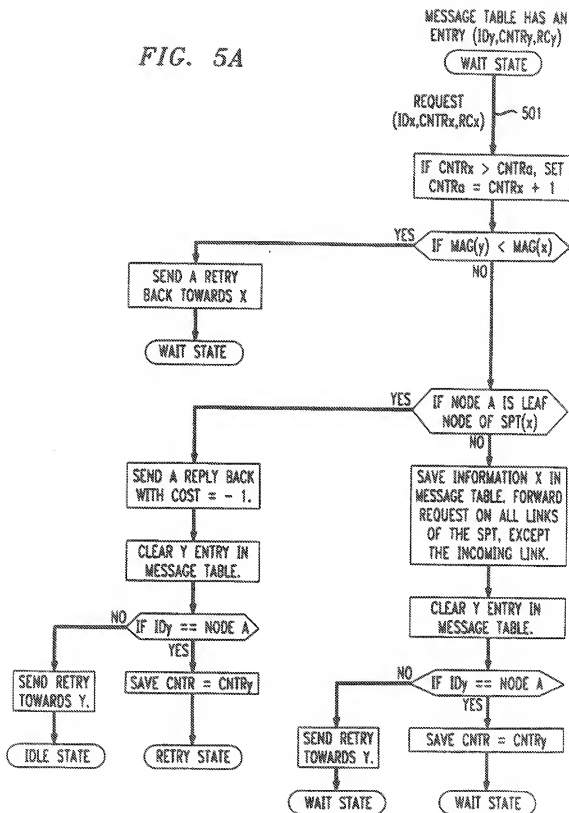 FIG. 5A
MESSAGE TABLE HAS AN
ENTRY (IDy,CNTRy,RCy)
WAIT STATE
REQUEST
(IDx,CNTRx,RCx)
501
IF CNTRx > CNTRa, SET
CNTRa = CNTRx + 1
IF MAG(y) < MAG(x)
YES
NO
SEND A RETRY
BACK TOWARDS X
WAIT STATE
IF NODE A IS LEAF
NODE OF SPT(x)
YES
NO
SEND A REPLY BACK
WITH COST = - 1.
CLEAR Y ENTRY IN
MESSAGE TABLE.
IF IDy == NODE A
NO
YES
SEND RETRY
TOWARDS Y.
IDLE STATE
SAVE CNTR = CNTRy
RETRY STATE
SAVE INFORMATION X IN
MESSAGE TABLE. FORWARD
REQUEST ON ALL LINKS
OF THE SPT, EXCEPT
THE INCOMING LINK.
CLEAR Y ENTRY IN
MESSAGE TABLE.
IF IDy == NODE A
NO
YES
SEND RETRY
TOWARDS Y.
WAIT STATE
SAVE CNTR = CNTRy
WAIT STATE